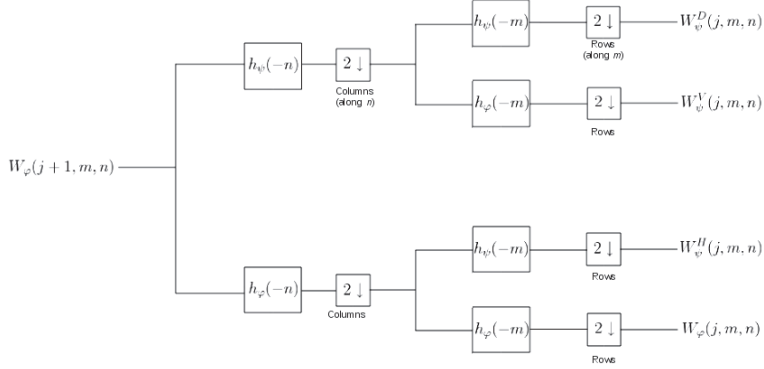 h_ψ(−m) 2 ↓ W_ψ^D(j, m, n)
Rows
(along m)
h_ψ(−n) 2 ↓
Columns
(along n)
h_φ(−m) 2 ↓ W_ψ^V(j, m, n)
Rows
W_φ(j + 1, m, n)
h_ψ(−m) 2 ↓ W_ψ^H(j, m, n)
Rows
h_φ(−n) 2 ↓
Columns
h_φ(−m) 2 ↓ W_φ(j, m, n)
Rows